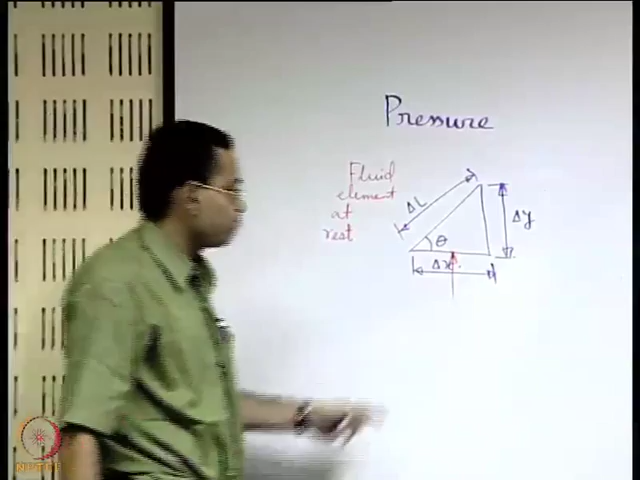 Pressure
Fluid
element
at
rest
ΔL
θ
Δy
Δx
NPTEL